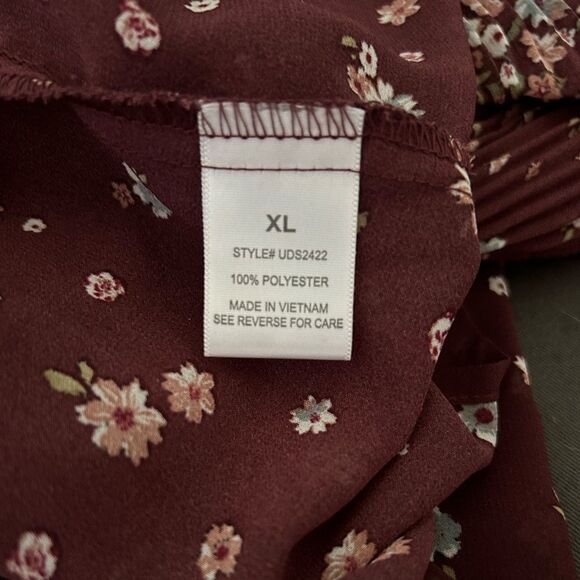 XL
STYLE# UDS2422
100% POLYESTER
MADE IN VIETNAM
SEE REVERSE FOR CARE